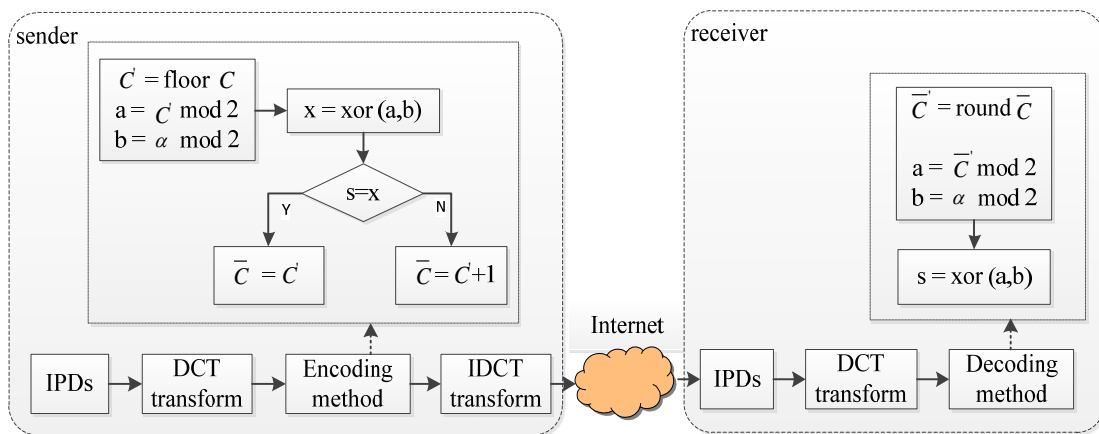 sender
C' = floor C
a = C' mod 2
b = α mod 2
x = xor (a,b)
s=x
Y
N
C̅ = C'
C̅ = C'+1
IPDs
DCT
transform
Encoding
method
IDCT
transform
Internet
receiver
C̅' = round C̅
a = C̅' mod 2
b = α mod 2
s = xor (a,b)
IPDs
DCT
transform
Decoding
method